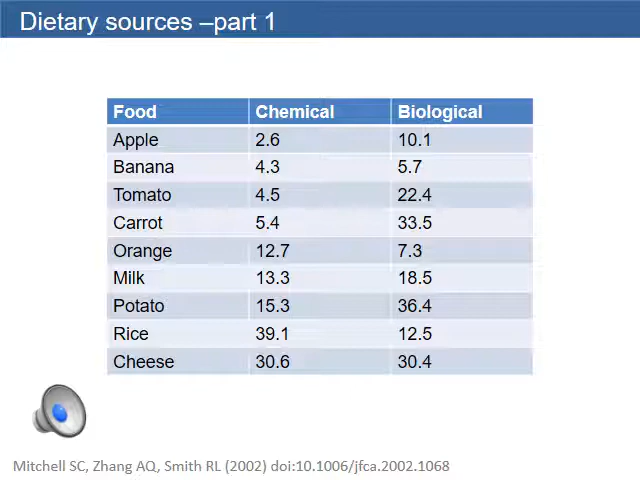 Dietary sources –part 1
Food Chemical Biological
Apple 2.6 10.1
Banana 4.3 5.7
Tomato 4.5 22.4
Carrot 5.4 33.5
Orange 12.7 7.3
Milk 13.3 18.5
Potato 15.3 36.4
Rice 39.1 12.5
Cheese 30.6 30.4
Mitchell SC, Zhang AQ, Smith RL (2002) doi:10.1006/jfca.2002.1068